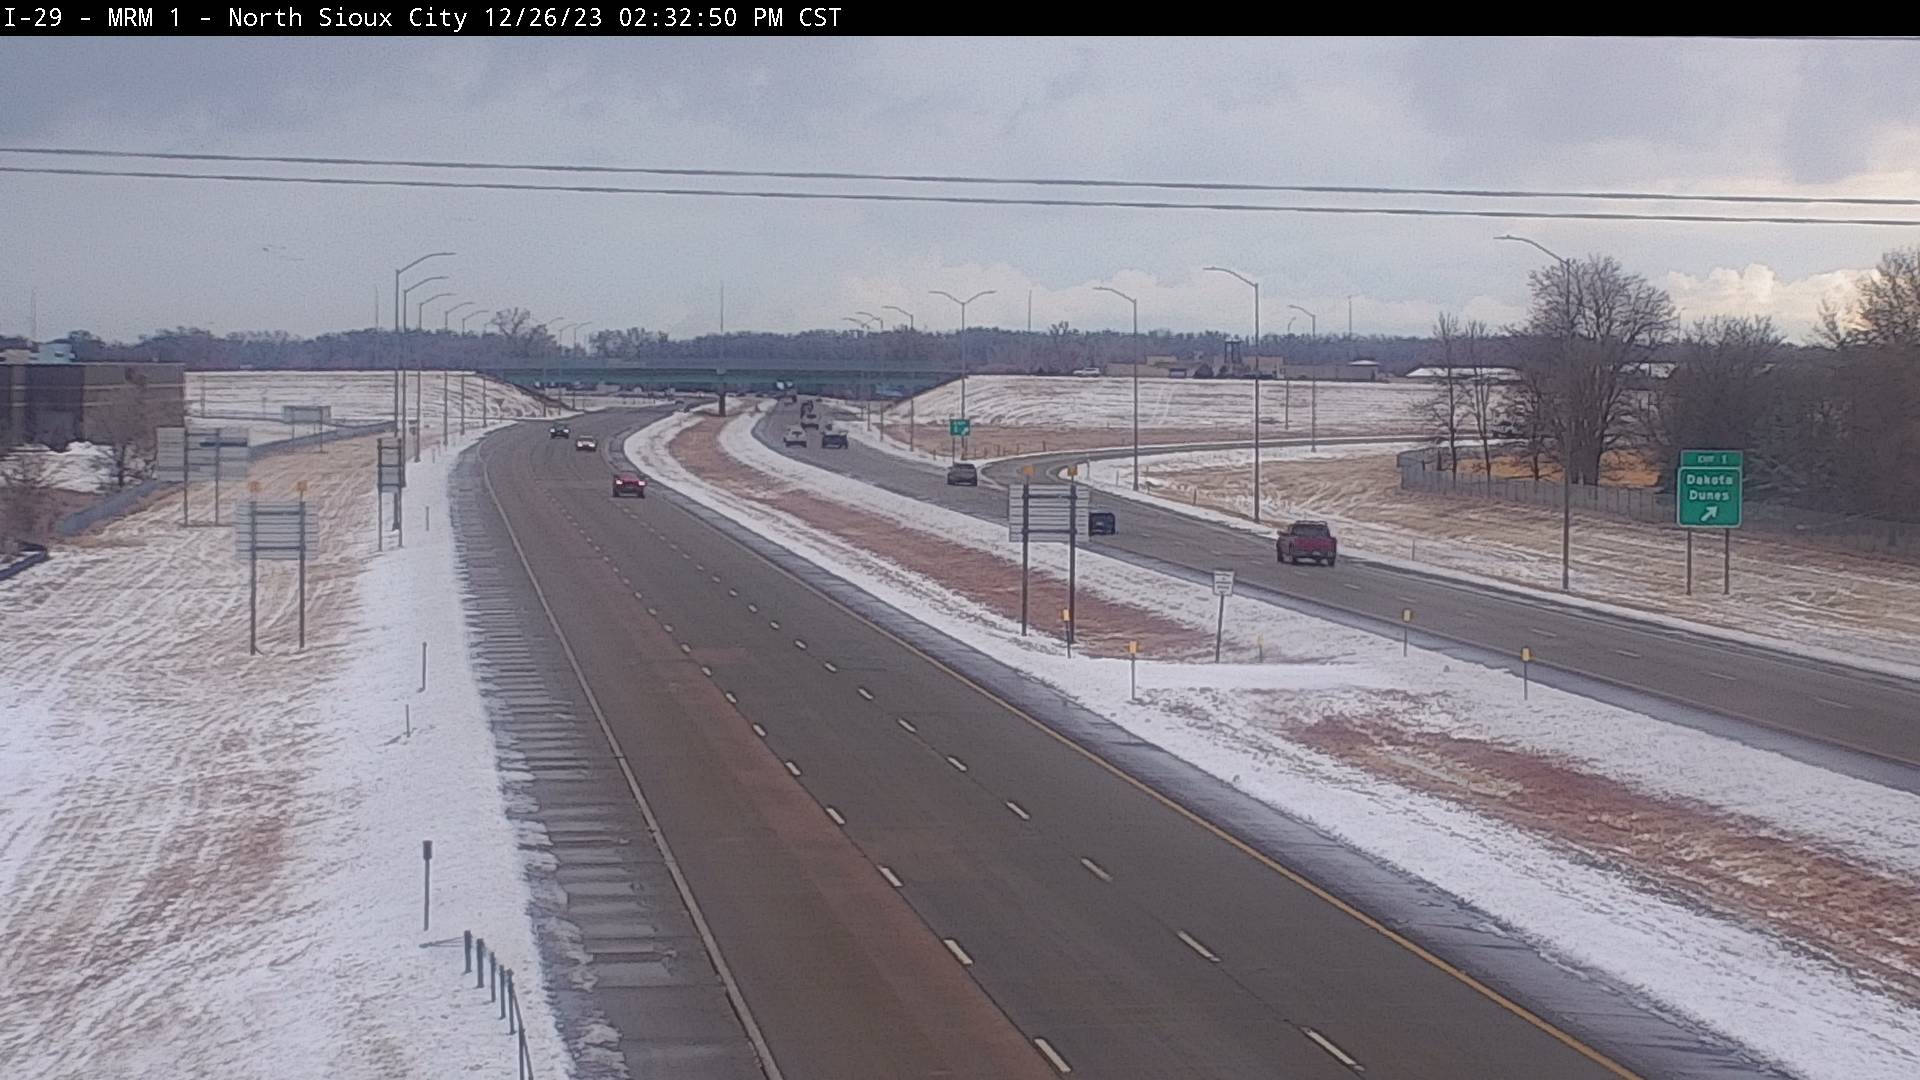 I-29 - MRM 1 - North Sioux City 12/26/23 02:32:50 PM CST
EXIT 1
Dakota
Dunes